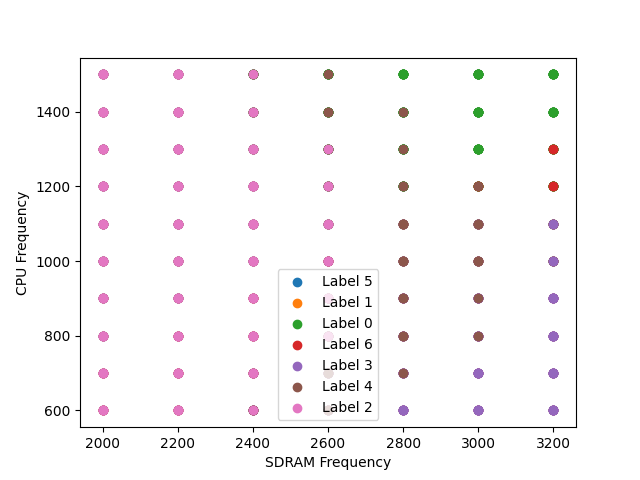 1400
1200
1000
800
600
CPU Frequency
Label 5
Label 1
Label 0
Label 6
Label 3
Label 4
Label 2
2000 2200 2400 2600 2800 3000 3200
SDRAM Frequency